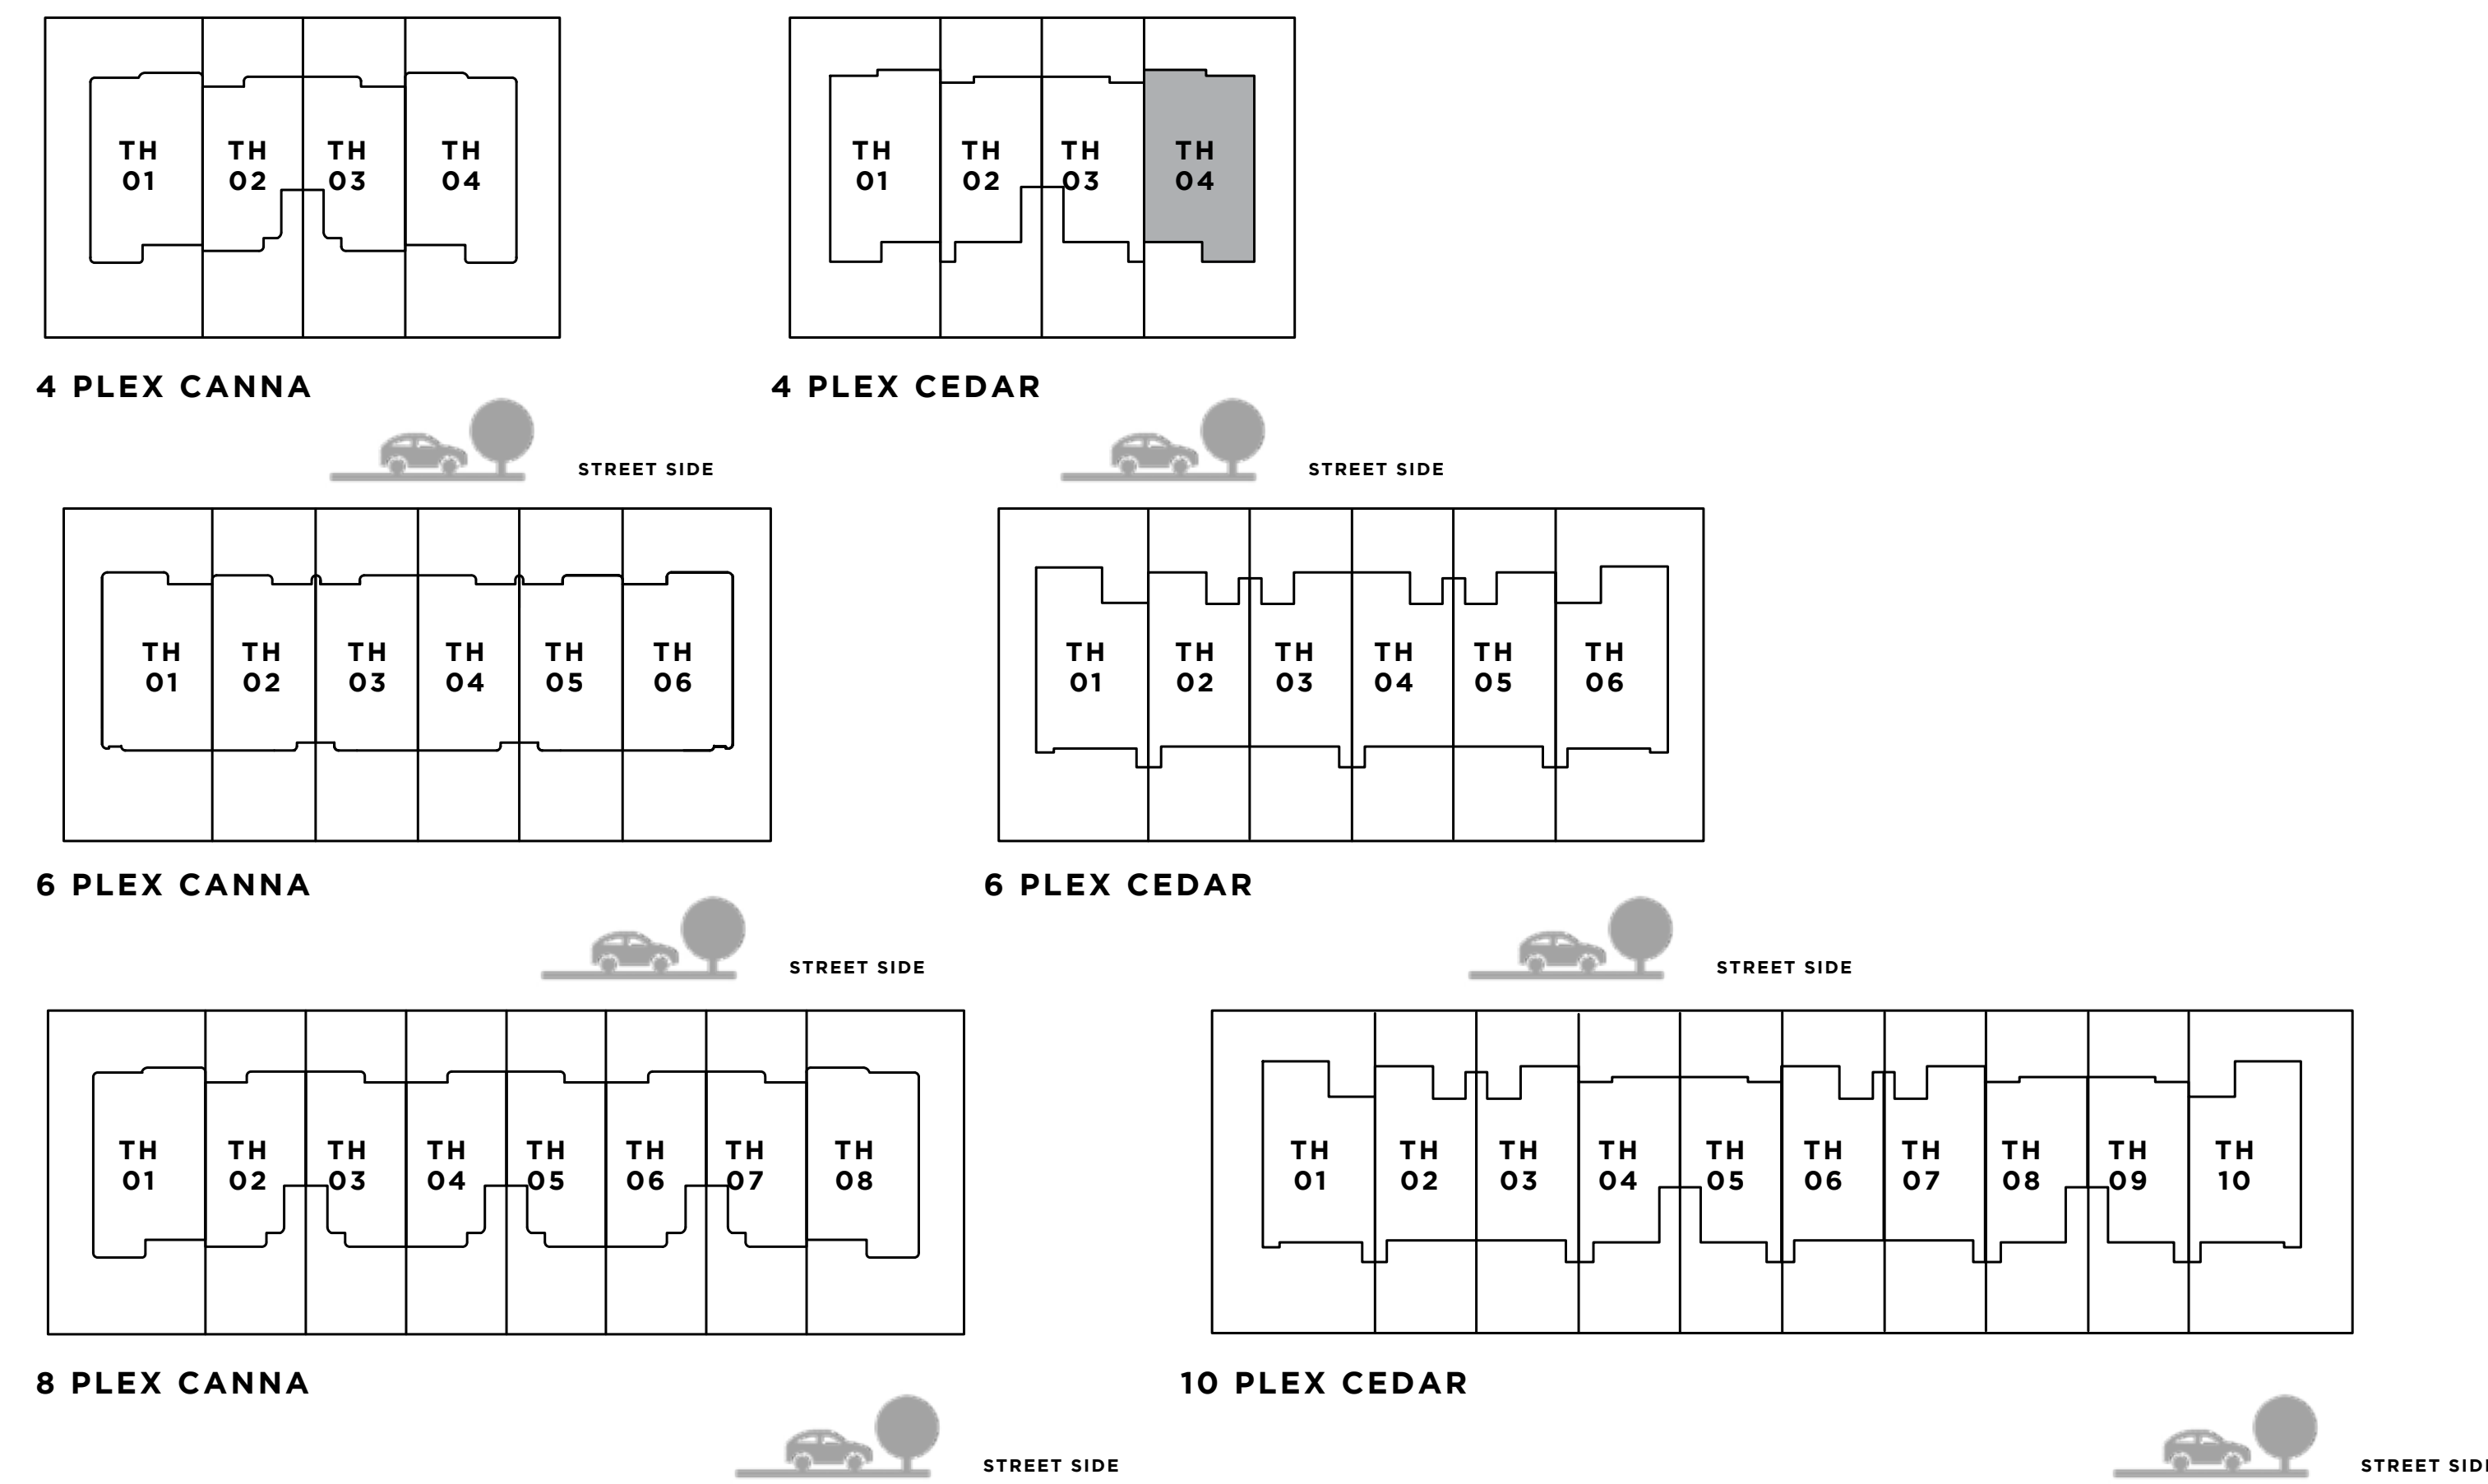 TH TH TH TH
01 02 03 04
4 PLEX CANNA
STREET SIDE
TH TH TH TH
01 02 03 04
4 PLEX CEDAR
STREET SIDE
TH TH TH TH TH TH
01 02 03 04 05 06
6 PLEX CANNA
STREET SIDE
TH TH TH TH TH TH
01 02 03 04 05 06
6 PLEX CEDAR
STREET SIDE
TH TH TH TH TH TH TH TH
01 02 03 04 05 06 07 08
8 PLEX CANNA
STREET SIDE
TH TH TH TH TH TH TH TH TH TH
01 02 03 04 05 06 07 08 09 10
10 PLEX CEDAR
STREET SID